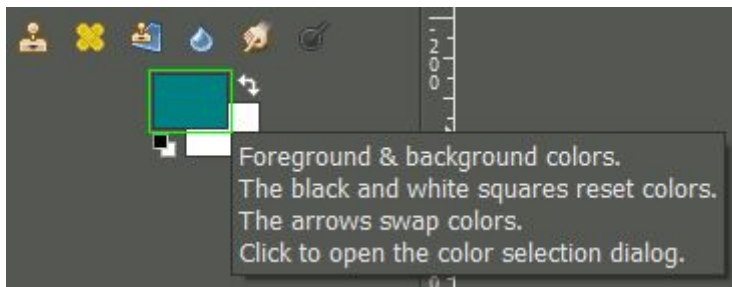 200
Foreground & background colors.
The black and white squares reset colors.
The arrows swap colors.
Click to open the color selection dialog.